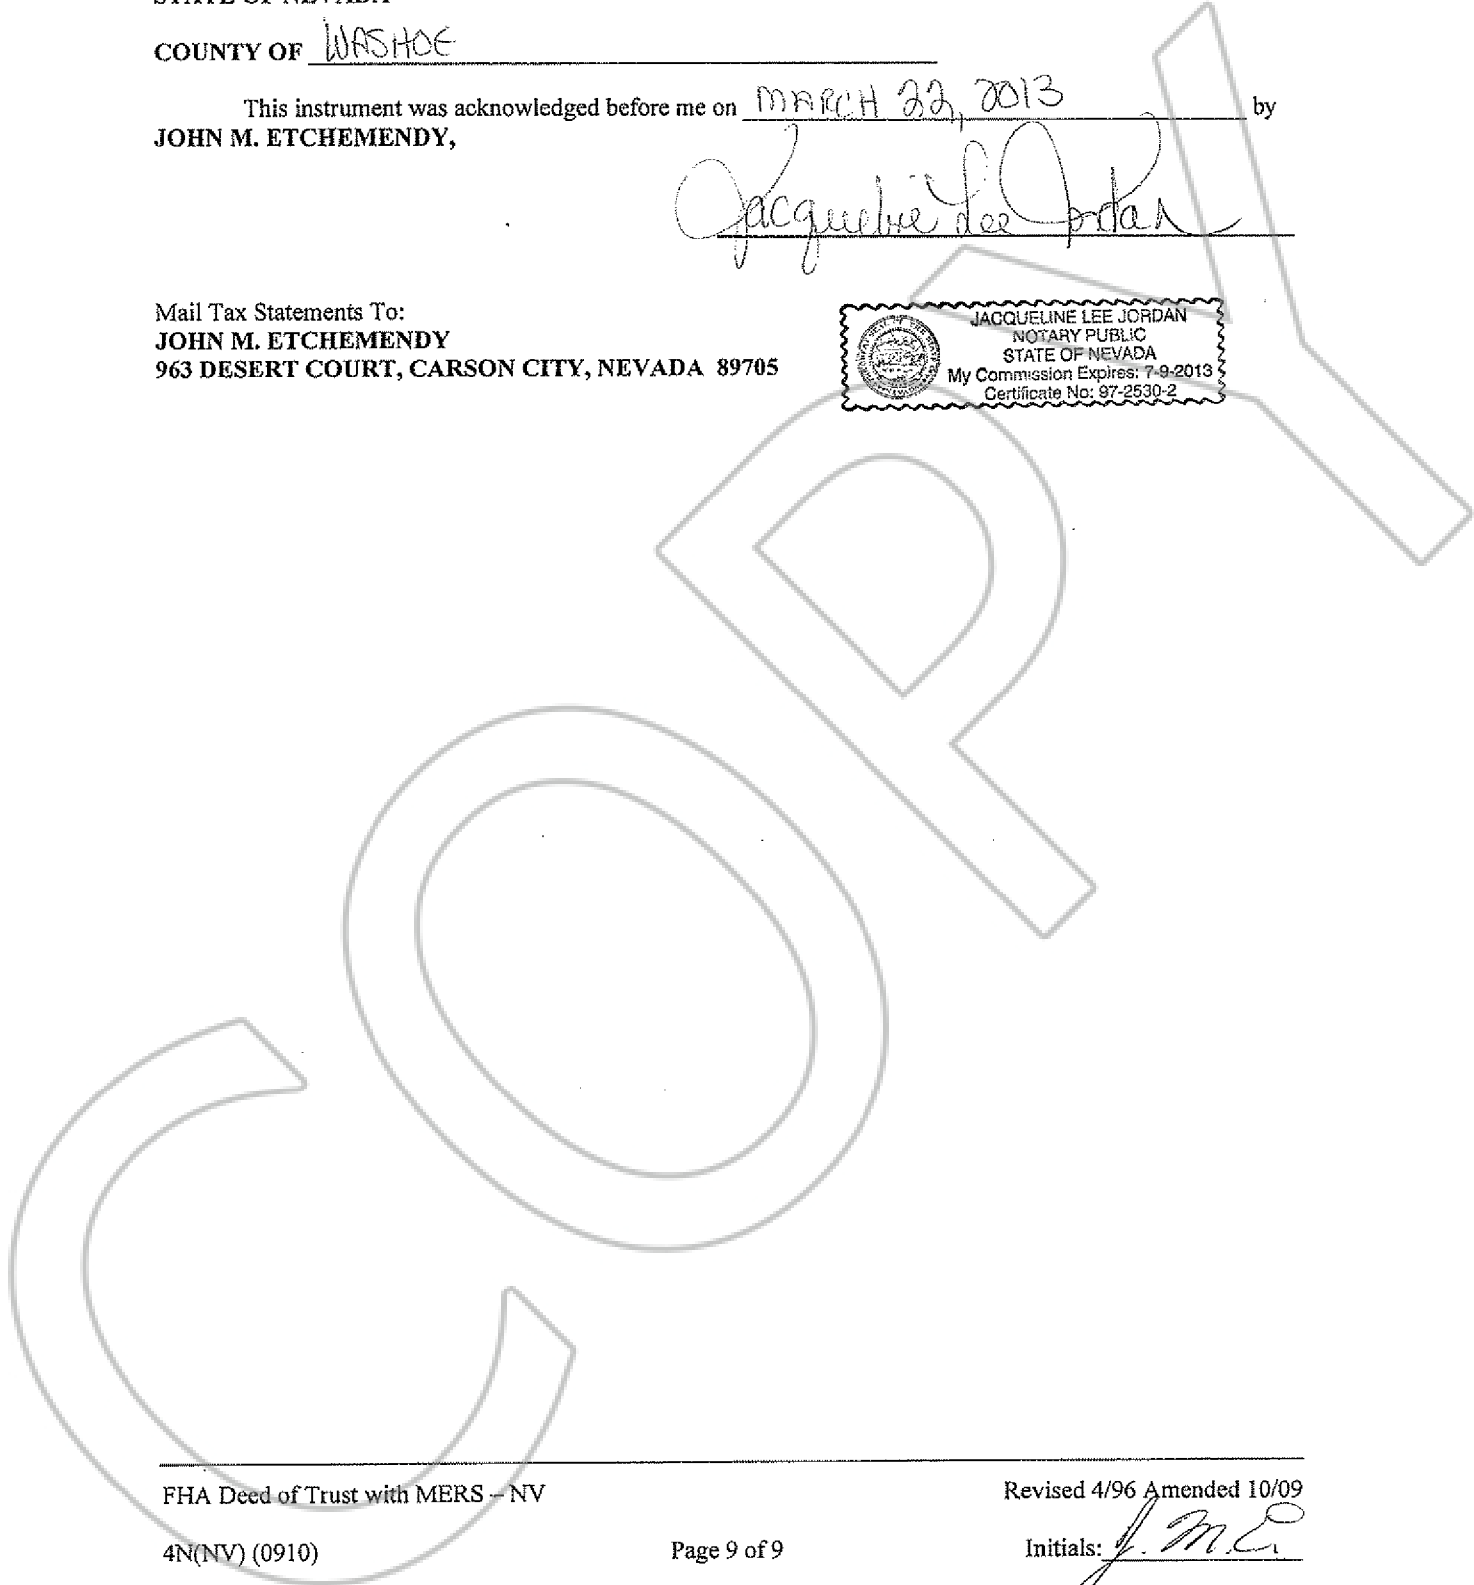 STATE OF NEVADA
COUNTY OF WASHOE
This instrument was acknowledged before me on MARCH 22, 2013 by
JOHN M. ETCHEMENDY,
Jacqueline Lee Jordan
Mail Tax Statements To:
JOHN M. ETCHEMENDY
963 DESERT COURT, CARSON CITY, NEVADA 89705
JACQUELINE LEE JORDAN
NOTARY PUBLIC
STATE OF NEVADA
My Commission Expires: 7-9-2013
Certificate No: 97-2530-2
COPY
FHA Deed of Trust with MERS – NV
Revised 4/96 Amended 10/09
4N(NV) (0910)
Page 9 of 9
Initials: J. M. E.